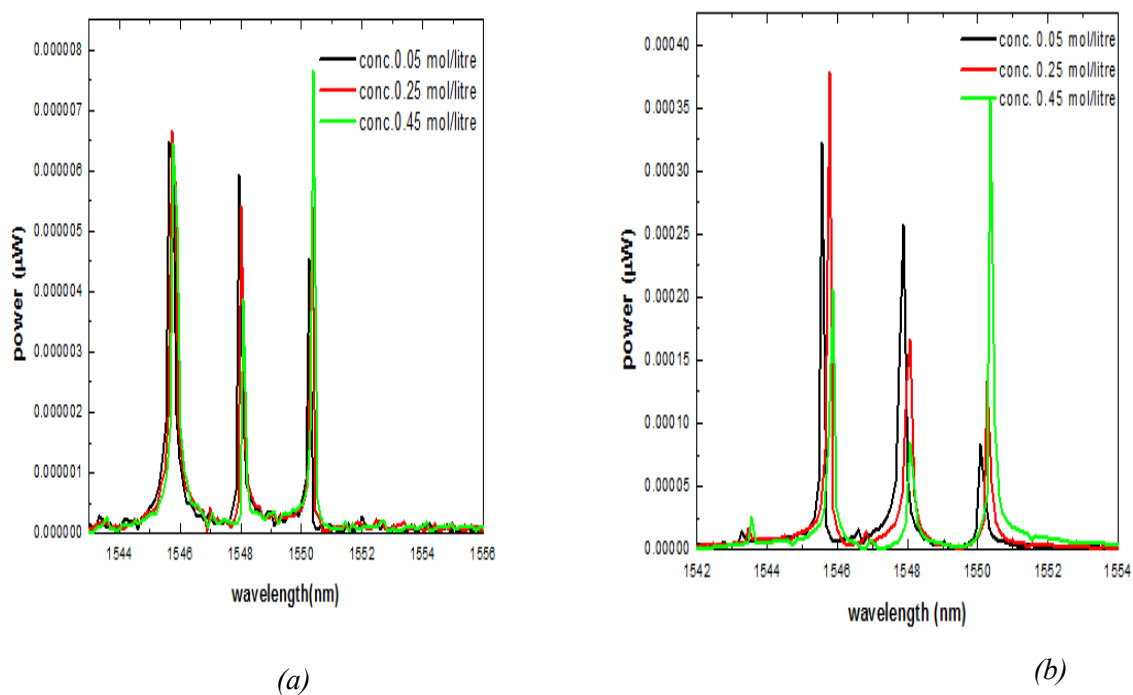 0.000008
0.000007
0.000006
0.000005
0.000004
0.000003
0.000002
0.000001
0.000000
power (µW)
conc.0.05 mol/litre
conc.0.25 mol/litre
conc.0.45 mol/litre
1544 1546 1548 1550 1552 1554 1556
wavelength(nm)
(a)
0.00040
0.00035
0.00030
0.00025
0.00020
0.00015
0.00010
0.00005
0.00000
power (µW)
conc. 0.05 mol/litre
conc. 0.25 mol/litre
conc. 0.45 mol/litre
1542 1544 1546 1548 1550 1552 1554
wavelength (nm)
(b)